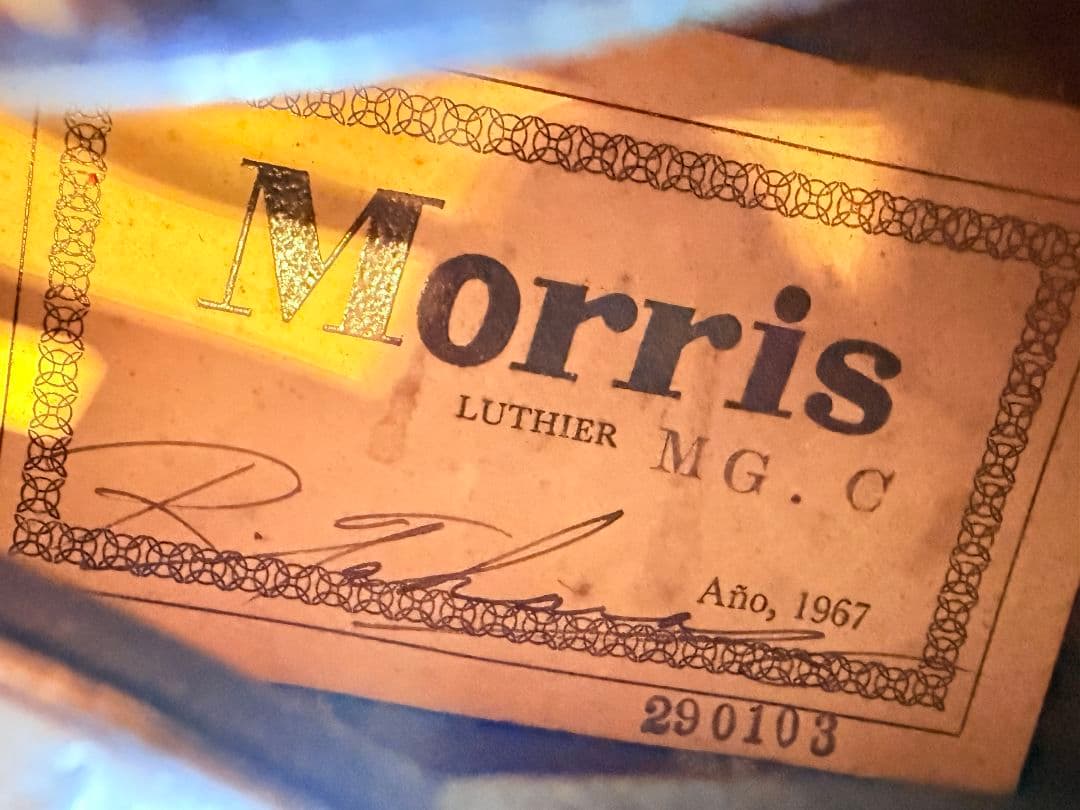 Morris
LUTHIER MG. C
Año, 1967
290103